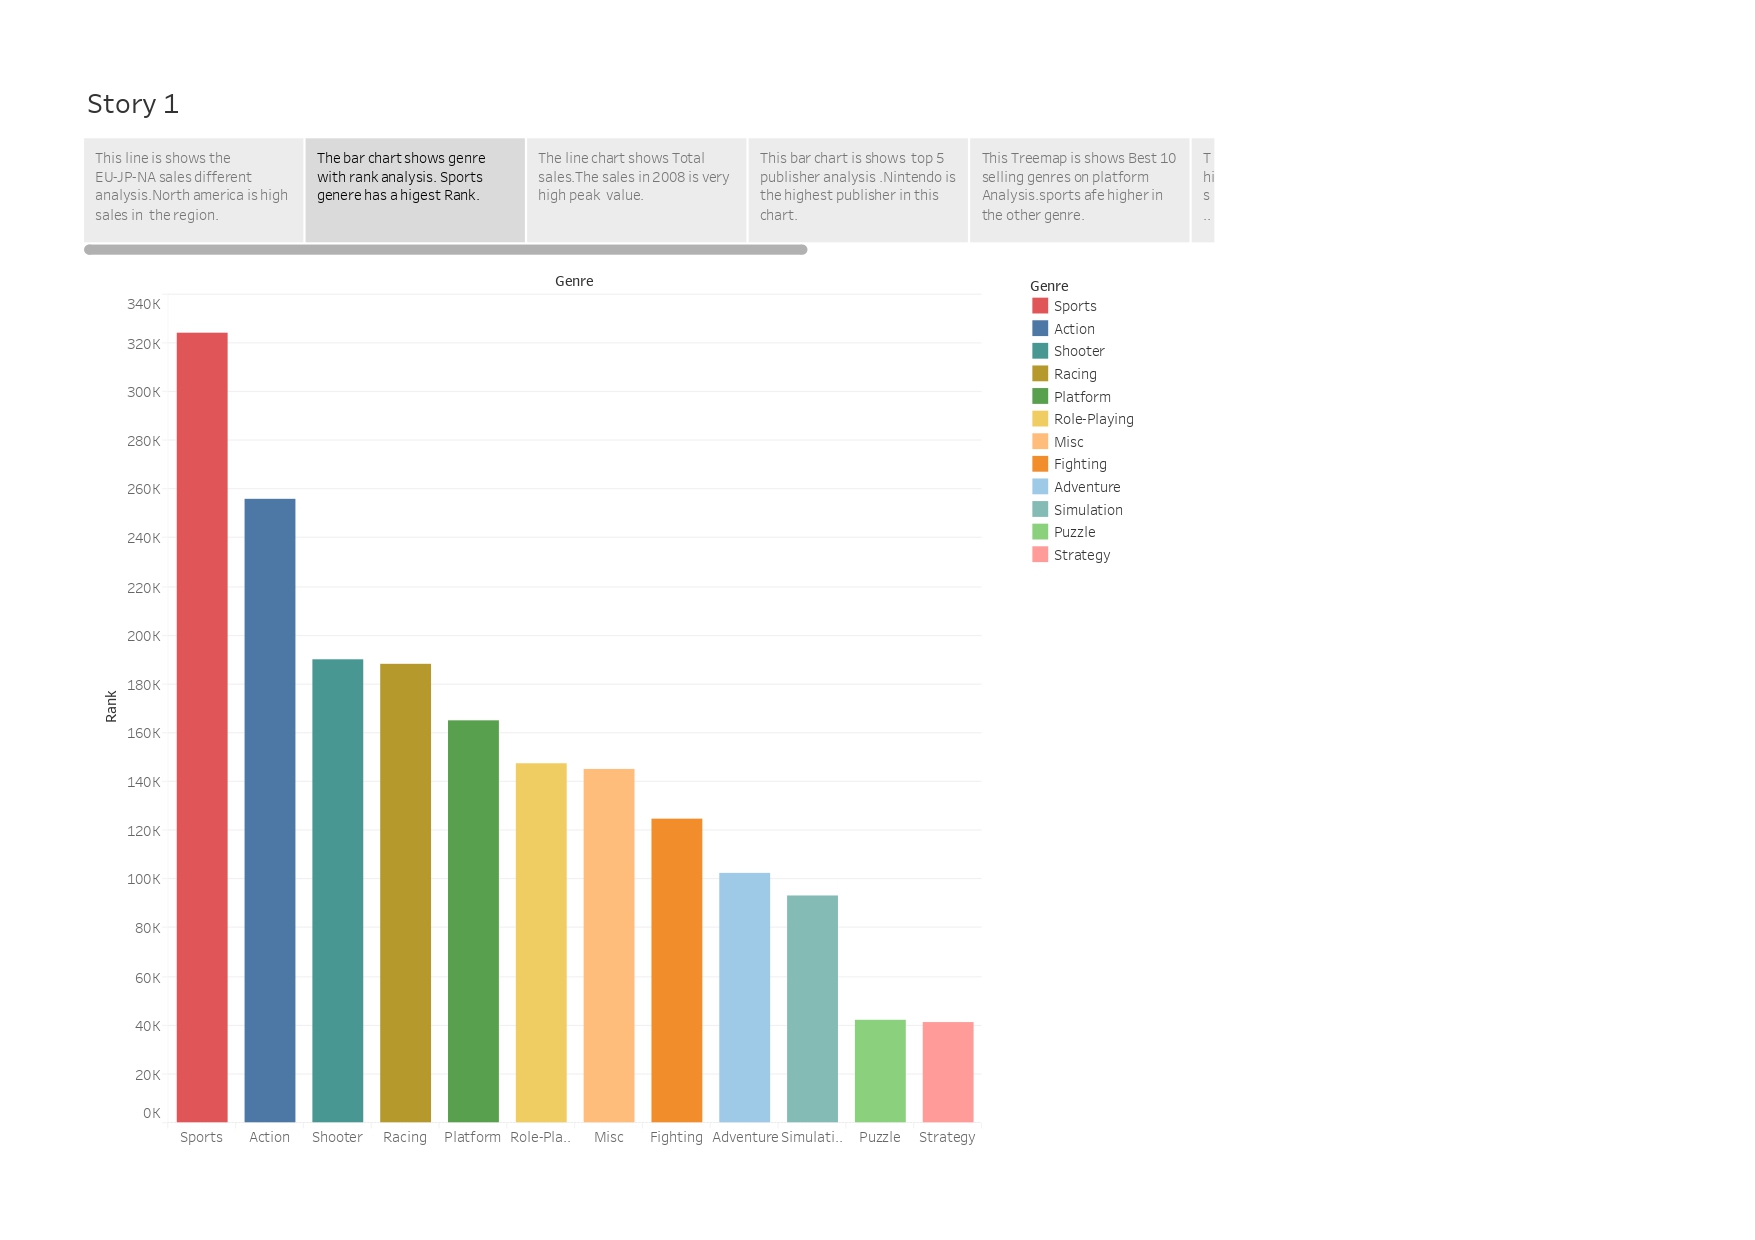 Story 1
This line is shows the
EU-JP-NA sales different
analysis.North america is high
sales in the region.
The bar chart shows genre
with rank analysis. Sports
genere has a higest Rank.
The line chart shows Total
sales.The sales in 2008 is very
high peak value.
This bar chart is shows top 5
publisher analysis .Nintendo is
the highest publisher in this
chart.
This Treemap is shows Best 10
selling genres on platform
Analysis.sports afe higher in
the other genre.
T
hi
s
..
Genre
340K
320K
300K
280K
260K
240K
220K
200K
180K
160K
140K
120K
100K
80K
60K
40K
20K
0K
Rank
Sports Action Shooter Racing Platform Role-Pla.. Misc Fighting Adventure Simulati.. Puzzle Strategy
Genre
Sports
Action
Shooter
Racing
Platform
Role-Playing
Misc
Fighting
Adventure
Simulation
Puzzle
Strategy